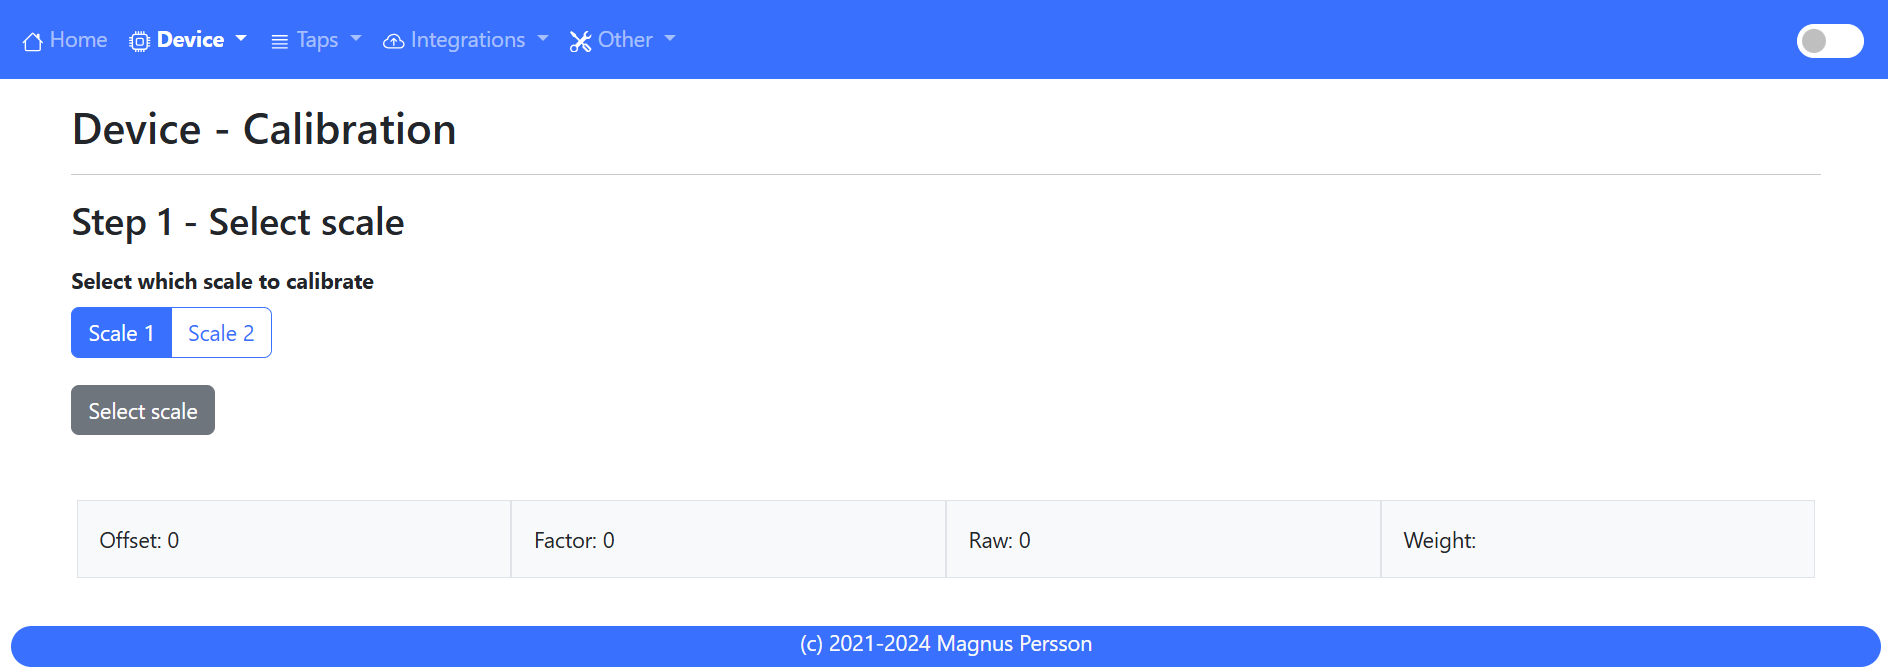 Home Device Taps Integrations Other
Device - Calibration
Step 1 - Select scale
Select which scale to calibrate
Scale 1 Scale 2
Select scale
Offset: 0 Factor: 0 Raw: 0 Weight:
(c) 2021-2024 Magnus Persson